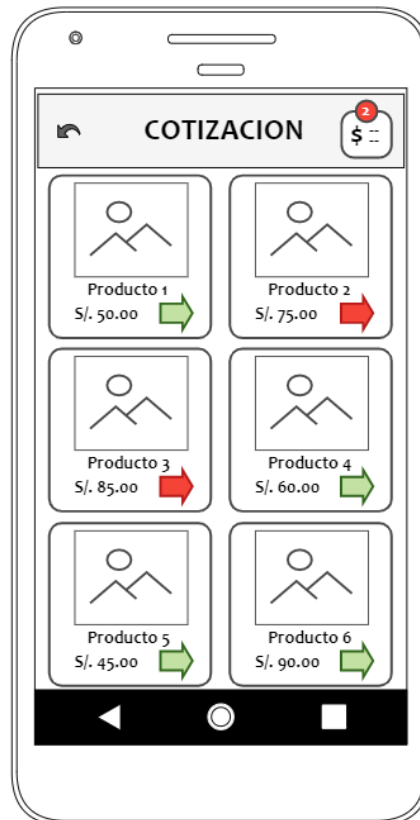 COTIZACION
2
$
Producto 1
S/. 50.00
Producto 2
S/. 75.00
Producto 3
S/. 85.00
Producto 4
S/. 60.00
Producto 5
S/. 45.00
Producto 6
S/. 90.00